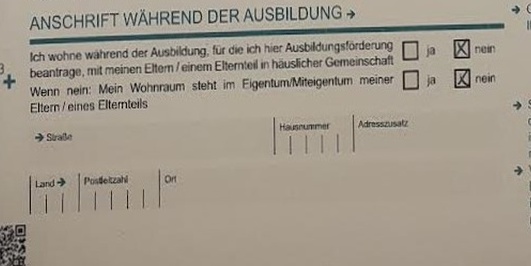 ANSCHRIFT WÄHREND DER AUSBILDUNG →
Ich wohne während der Ausbildung, für die ich hier Ausbildungsförderung
beantrage, mit meinen Eltern / einem Elternteil in häuslicher Gemeinschaft ja X nein
Wenn nein: Mein Wohnraum steht im Eigentum/Miteigentum meiner
Eltern / eines Elternteils ja X nein
→ Straße Hausnummer Adresszusatz
Land → Postleitzahl Ort